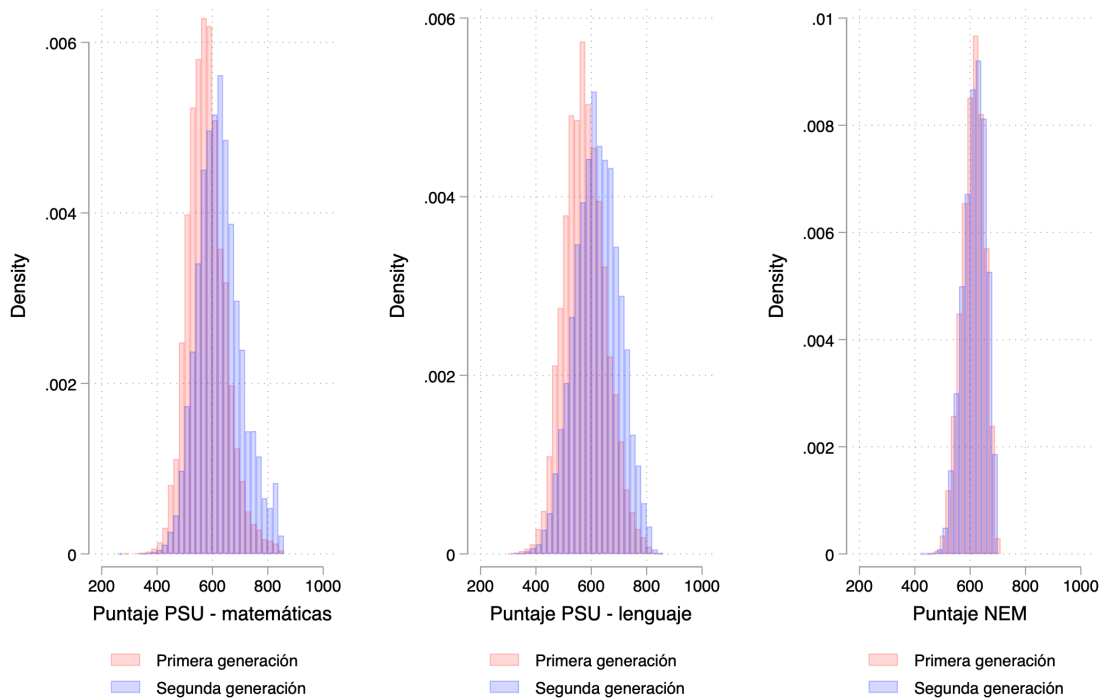 .006
.004
.002
0
Density
200 400 600 800 1000
Puntaje PSU - matemáticas
Primera generación
Segunda generación
.006
.004
.002
0
Density
200 400 600 800 1000
Puntaje PSU - lenguaje
Primera generación
Segunda generación
.01
.008
.006
.004
.002
0
Density
200 400 600 800 1000
Puntaje NEM
Primera generación
Segunda generación